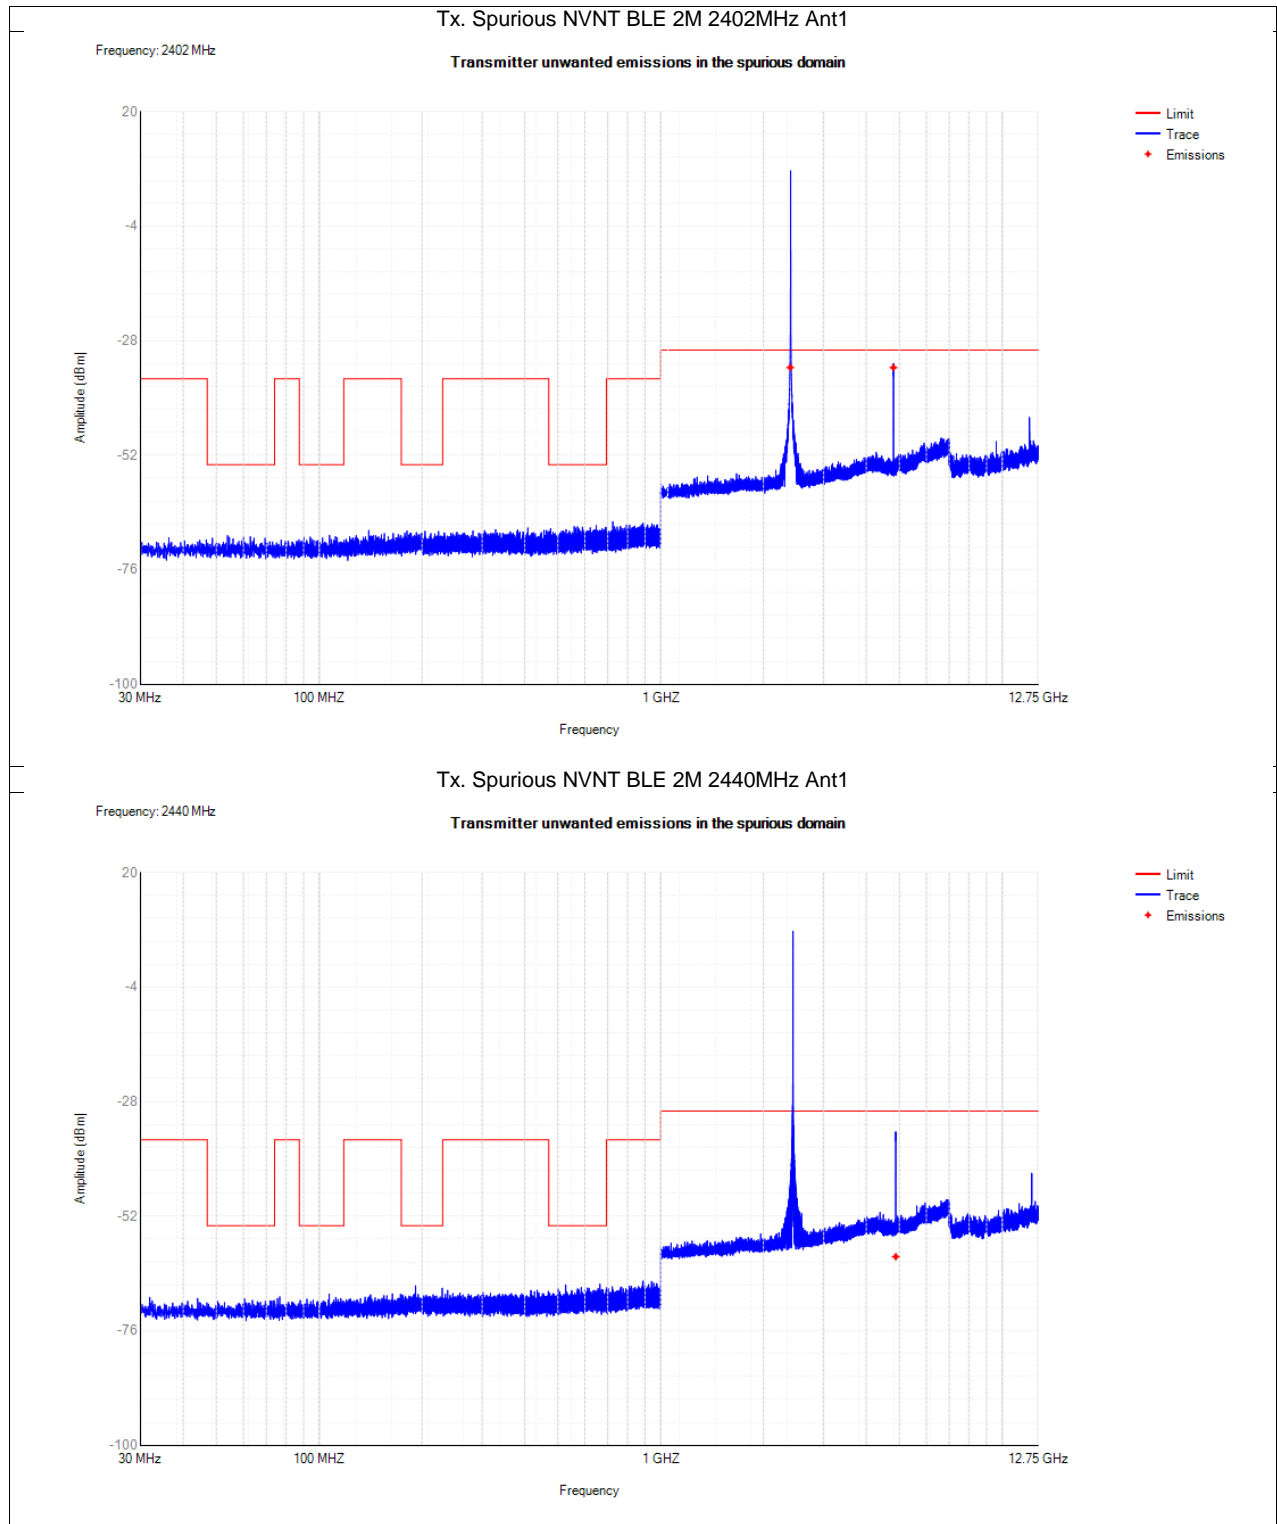 Tx. Spurious NVNT BLE 2M 2402MHz Ant1
Frequency: 2402 MHz
Transmitter unwanted emissions in the spurious domain
20
-4
-28
-52
-76
-100
Amplitude (dBm)
30 MHz
100 MHZ
1 GHZ
12.75 GHz
Frequency
Limit
Trace
Emissions
Tx. Spurious NVNT BLE 2M 2440MHz Ant1
Frequency: 2440 MHz
Transmitter unwanted emissions in the spurious domain
20
-4
-28
-52
-76
-100
Amplitude (dBm)
30 MHz
100 MHZ
1 GHZ
12.75 GHz
Frequency
Limit
Trace
Emissions